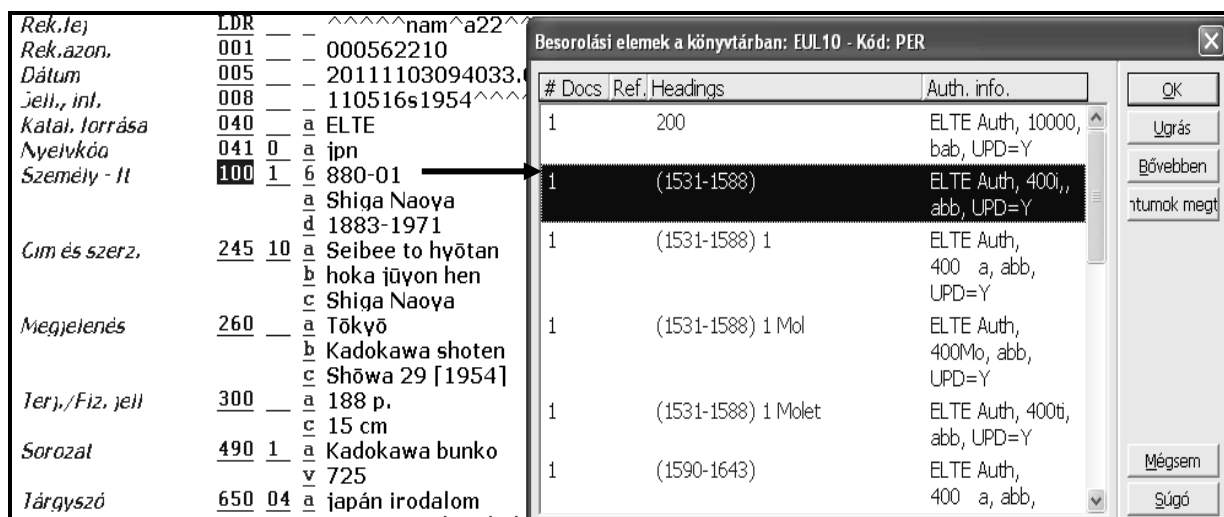 Rek.fej LDR _ _ ^^^^^nam^a22^^
Rek.azon. 001 _ _ 000562210
Dátum 005 _ _ 20111103094033.
Jell., inf. 008 _ _ 110516s1954^^^^
Katal. forrása 040 _ _ a ELTE
Nyelvkód 041 0 _ a jpn
Személy - ft 100 1 _ 6 880-01
a Shiga Naoya
d 1883-1971
Cím és szerz. 245 10 a Seibee to hyōtan
b hoka jūyon hen
c Shiga Naoya
Megjelenés 260 _ _ a Tōkyō
b Kadokawa shoten
c Shōwa 29 [1954]
Terj./Fiz. jell 300 _ _ a 188 p.
c 15 cm
Sorozat 490 1 _ a Kadokawa bunko
v 725
Tárgyszó 650 04 a japán irodalom
Besorolási elemek a könyvtárban: EUL10 - Kód: PER
# Docs Ref. Headings Auth. info.
1 200 ELTE Auth, 10000,
bab, UPD=Y
1 (1531-1588) ELTE Auth, 400i,,
abb, UPD=Y
1 (1531-1588) 1 ELTE Auth,
400 a, abb,
UPD=Y
1 (1531-1588) 1 Mol ELTE Auth,
400Mo, abb,
UPD=Y
1 (1531-1588) 1 Molet ELTE Auth, 400ti,
abb, UPD=Y
1 (1590-1643) ELTE Auth,
400 a, abb,
OK
Ugrás
Bővebben
ntumok megt
Mégsem
Súgó